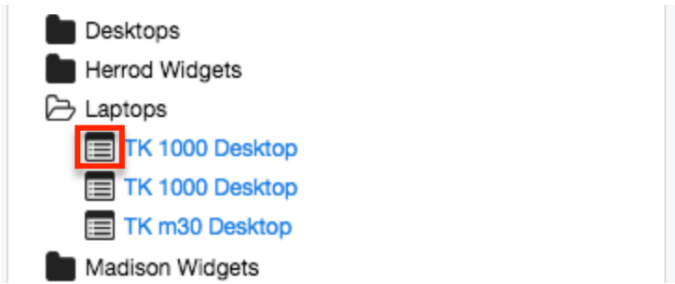 Desktops
Herrod Widgets
Laptops
TK 1000 Desktop
TK 1000 Desktop
TK m30 Desktop
Madison Widgets